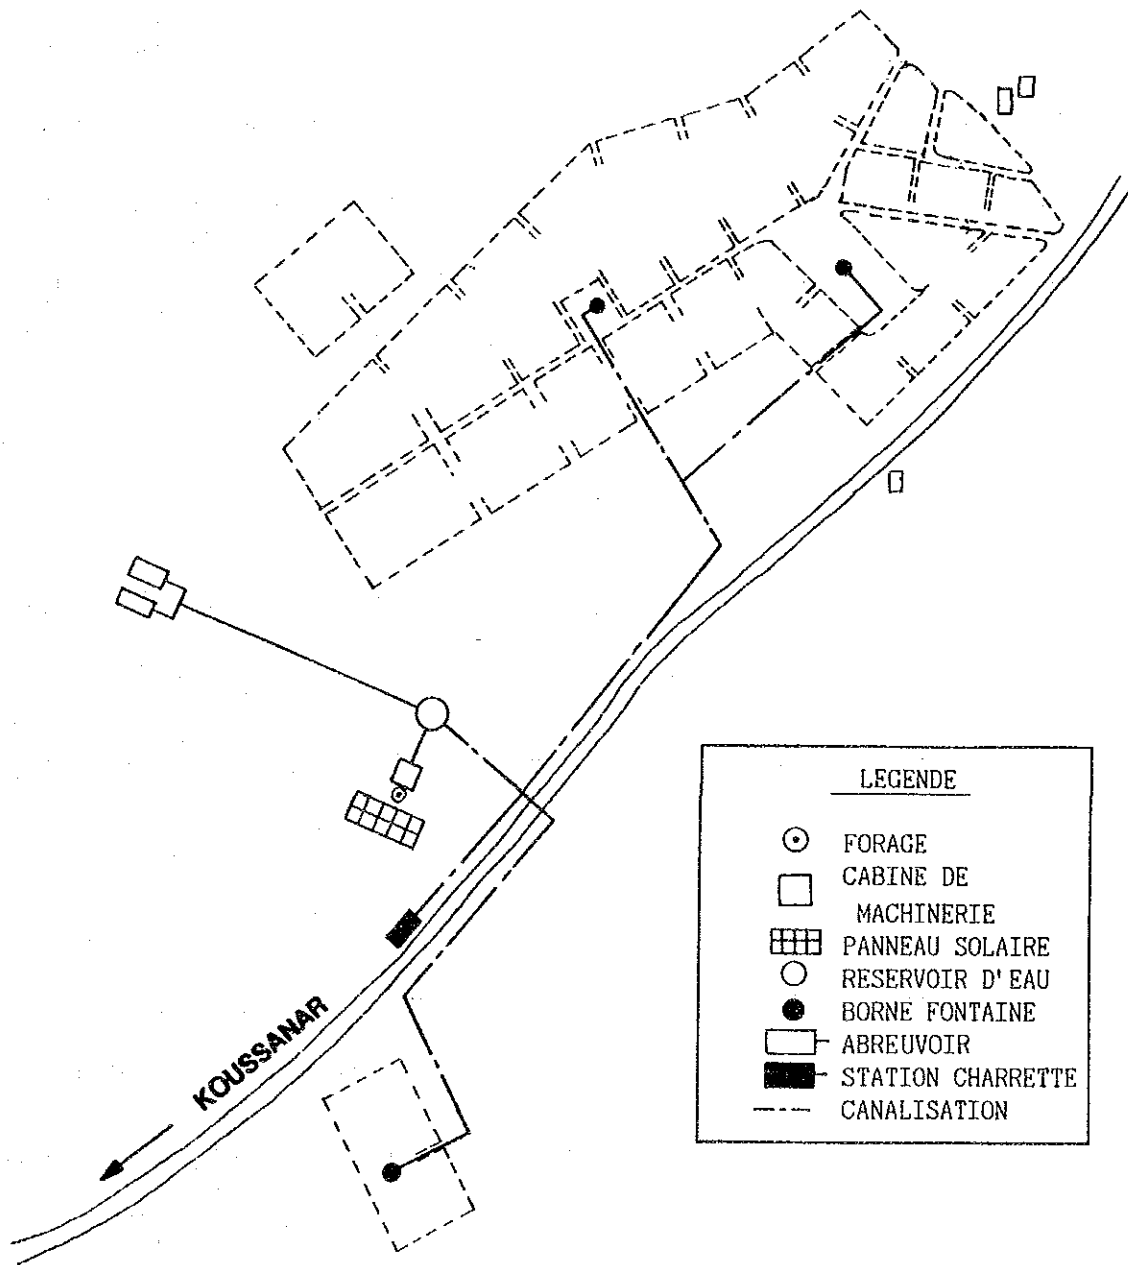 KOUSSANAR
LEGENDE
FORAGE
CABINE DE
MACHINERIE
PANNEAU SOLAIRE
RESERVOIR D'EAU
BORNE FONTAINE
ABREUVOIR
STATION CHARRETTE
CANALISATION